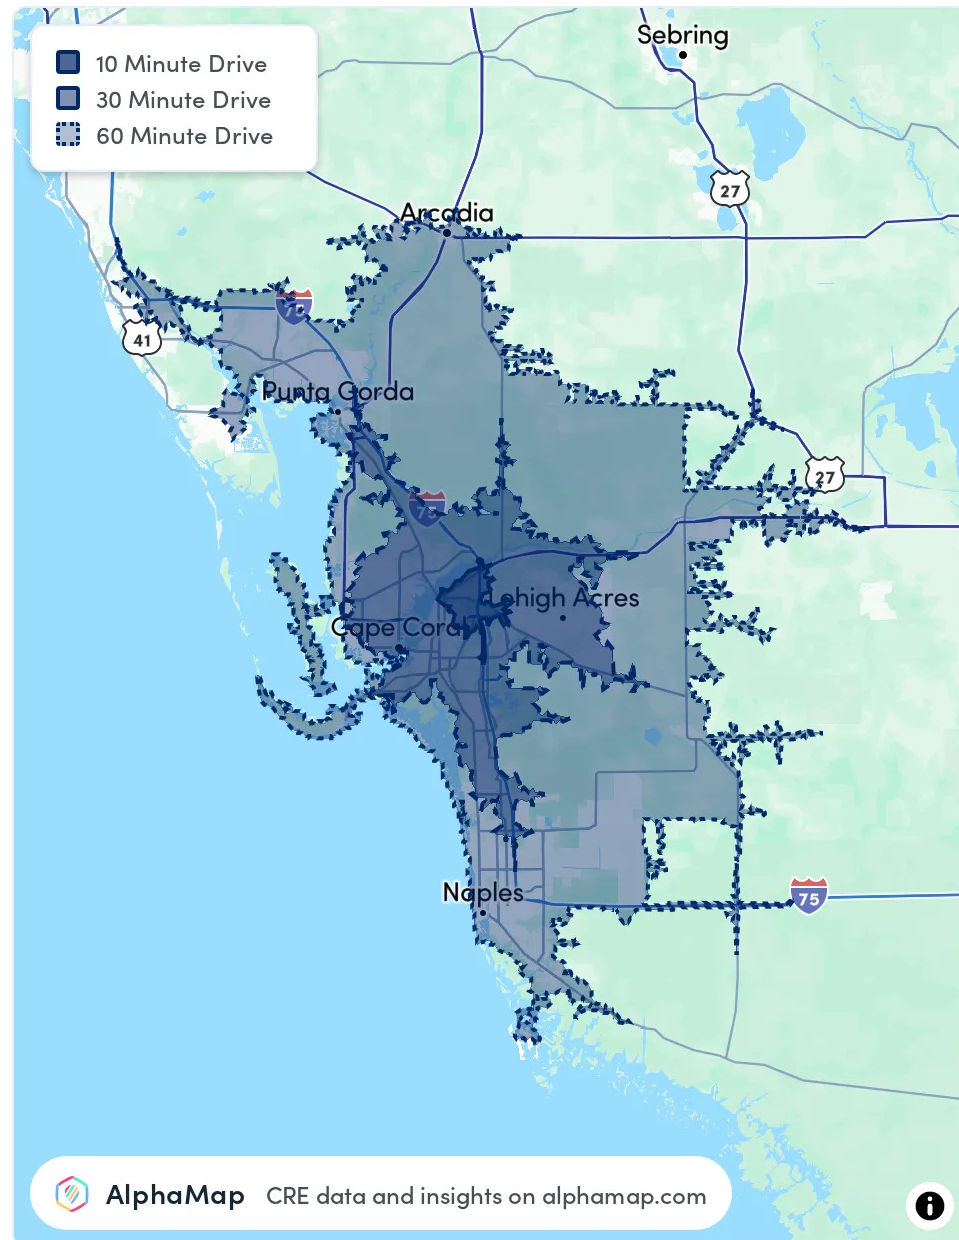 Sebring
10 Minute Drive
30 Minute Drive
60 Minute Drive
27
Arcadia
75
41
Punta Gorda
27
75
Lehigh Acres
Cape Coral
Naples
75
AlphaMap CRE data and insights on alphamap.com
i